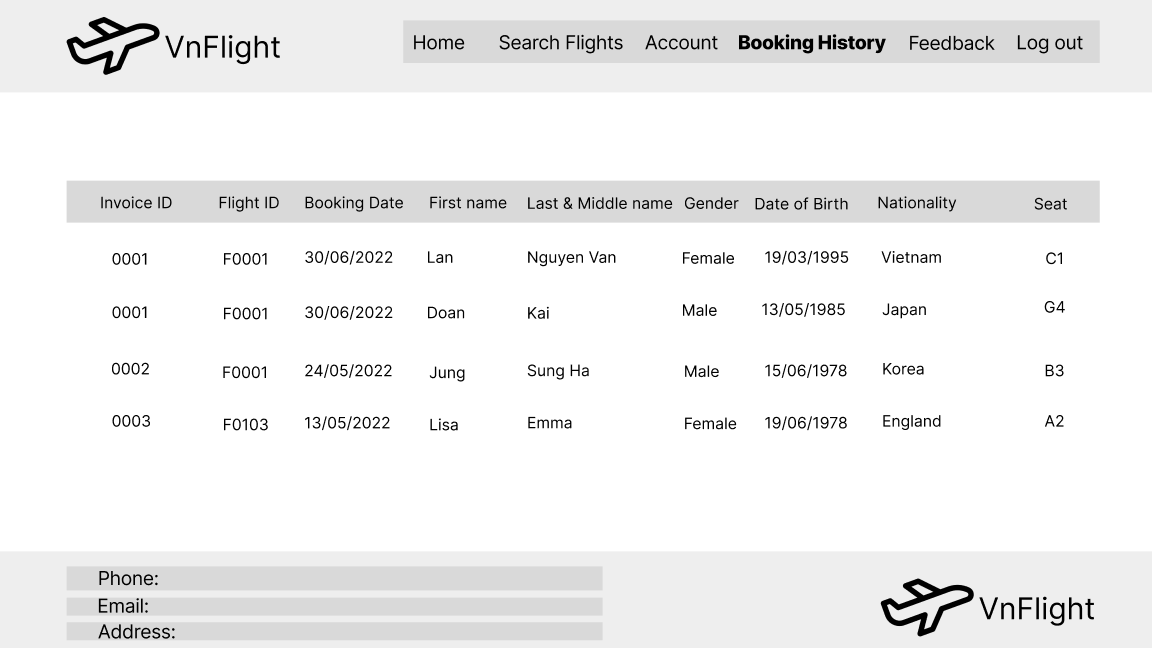 VnFlight
Home Search Flights Account Booking History Feedback Log out
Invoice ID Flight ID Booking Date First name Last & Middle name Gender Date of Birth Nationality Seat
0001 F0001 30/06/2022 Lan Nguyen Van Female 19/03/1995 Vietnam C1
0001 F0001 30/06/2022 Doan Kai Male 13/05/1985 Japan G4
0002 F0001 24/05/2022 Jung Sung Ha Male 15/06/1978 Korea B3
0003 F0103 13/05/2022 Lisa Emma Female 19/06/1978 England A2
Phone:
Email:
Address:
VnFlight